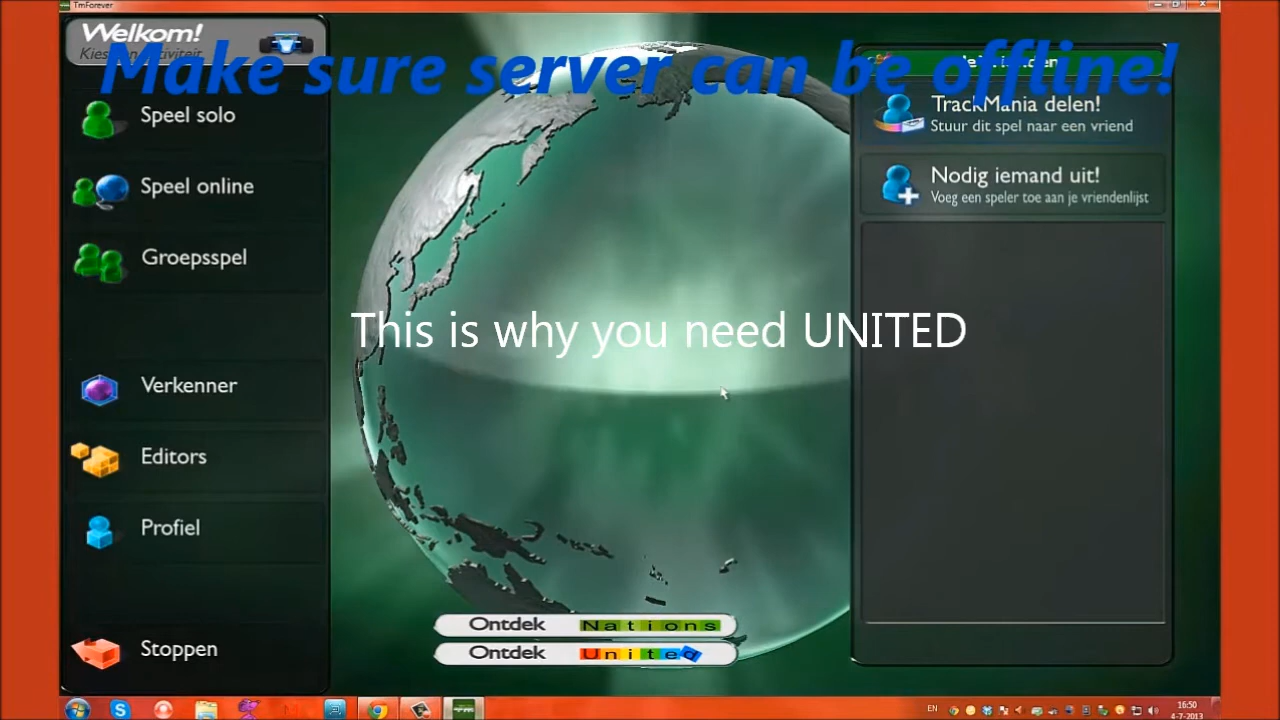 TmForever
Welkom!
Make sure server can be offline!
Speel solo
Speel online
Groepsspel
Verkenner
Editors
Profiel
Stoppen
This is why you need UNITED
TrackMania delen!
Stuur dit spel naar een vriend
Nodig iemand uit!
Voeg een speler toe aan je vriendenlijst
Ontdek Nations
Ontdek United
EN
16:50
4-7-2013